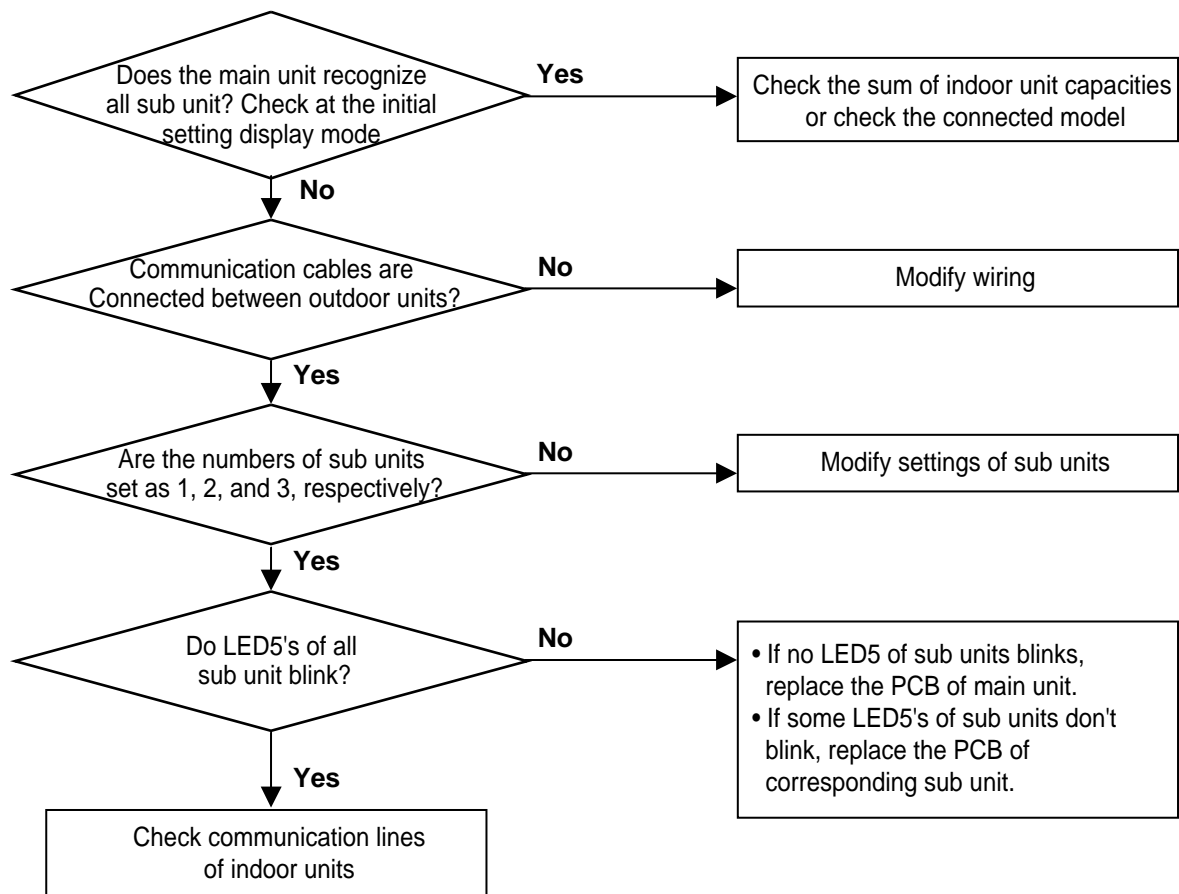 Does the main unit recognize
all sub unit? Check at the initial
setting display mode
Yes
Check the sum of indoor unit capacities
or check the connected model
No
Communication cables are
Connected between outdoor units?
No
Modify wiring
Yes
Are the numbers of sub units
set as 1, 2, and 3, respectively?
No
Modify settings of sub units
Yes
Do LED5's of all
sub unit blink?
No
• If no LED5 of sub units blinks,
replace the PCB of main unit.
• If some LED5's of sub units don't
blink, replace the PCB of
corresponding sub unit.
Yes
Check communication lines
of indoor units